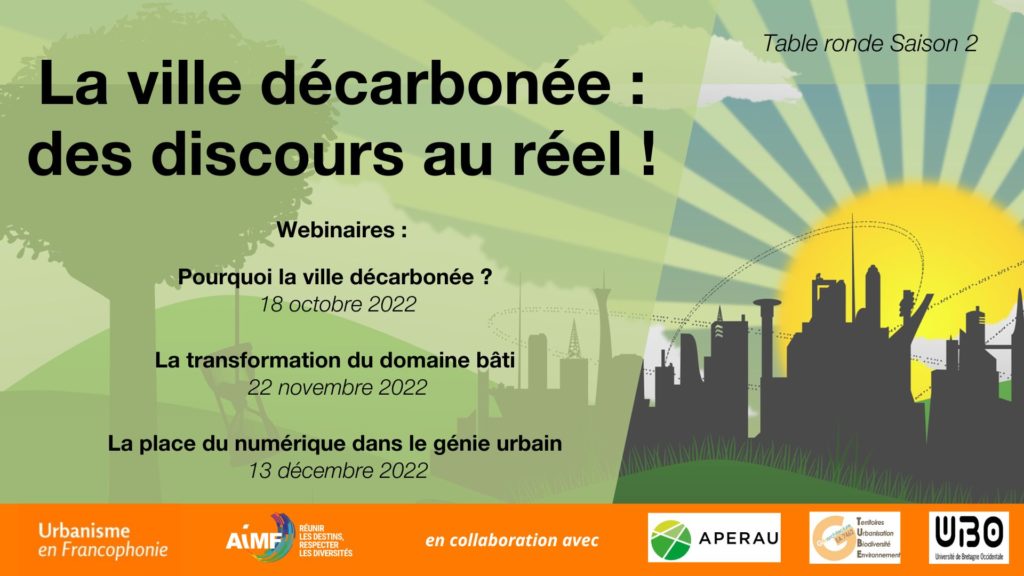 Table ronde Saison 2
La ville décarbonée :
des discours au réel !
Webinaires :
Pourquoi la ville décarbonée ?
18 octobre 2022
La transformation du domaine bâti
22 novembre 2022
La place du numérique dans le génie urbain
13 décembre 2022
Urbanisme
en Francophonie
AIMF
RÉUNIR
LES DESTINS,
RESPECTER
LES DIVERSITÉS
en collaboration avec
APERAU
Territoires
Urbanisation
Biodiversité
Environnement
UBO
Université de Bretagne Occidentale